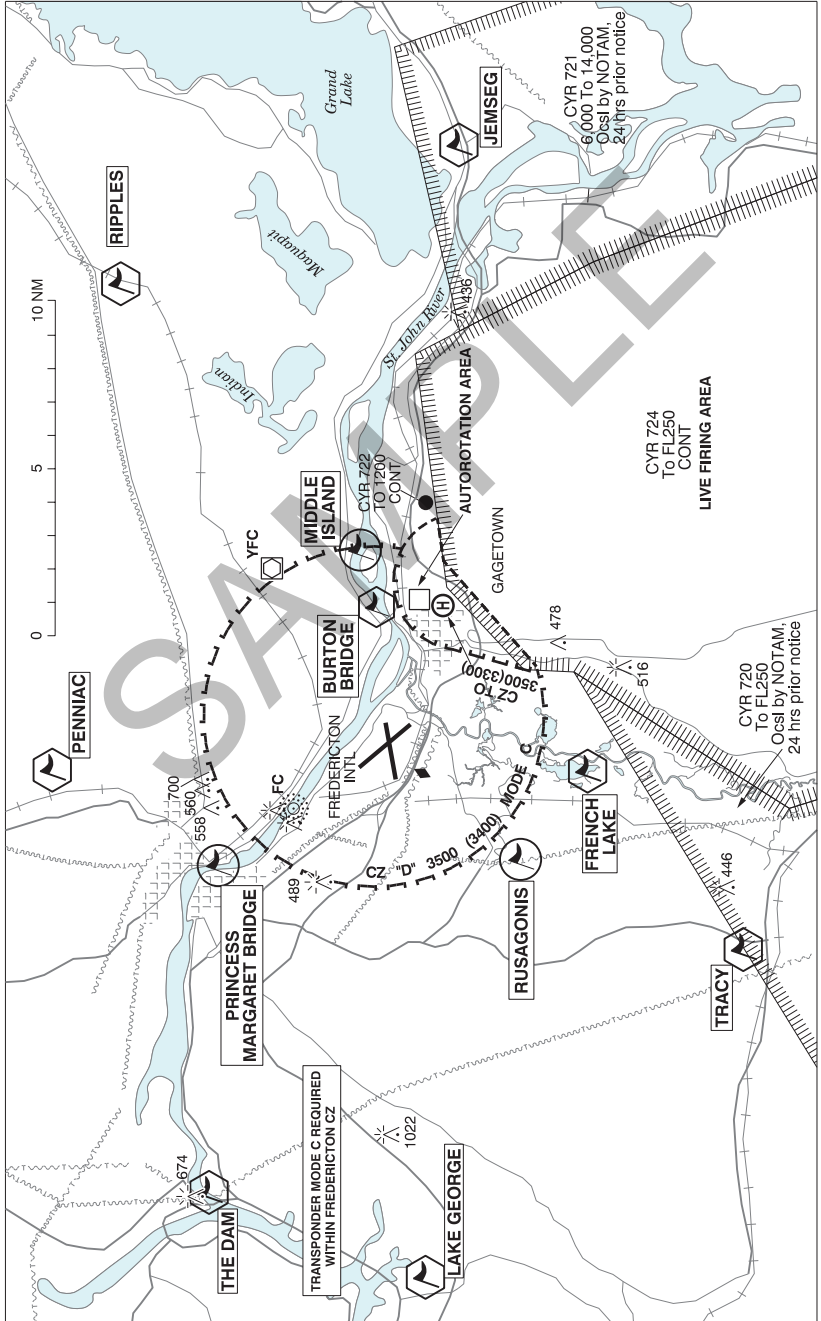 PENNIAC
RIPPLES
0
5
10 NM
Grand
Lake
Maquapit
Indian
St. John River
JEMSEG
CYR 721
6,000 To 14,000
Ocsl by NOTAM,
24 hrs prior notice
436
YFC
MIDDLE
ISLAND
CYR 722
TO 1200
CONT
BURTON
BRIDGE
AUTOROTATION AREA
H
GAGETOWN
CYR 724
To FL250
CONT
LIVE FIRING AREA
700
560
558
FC
FREDERICTON
INTL
CZ TO
3500(3300)
478
516
CYR 720
To FL250
Ocsl by NOTAM,
24 hrs prior notice
489
CZ "D" 3500 (3400) MODE C
PRINCESS
MARGARET BRIDGE
RUSAGONIS
FRENCH
LAKE
446
TRACY
674
THE DAM
TRANSPONDER MODE C REQUIRED
WITHIN FREDERICTON CZ
1022
LAKE GEORGE
SAMPLE